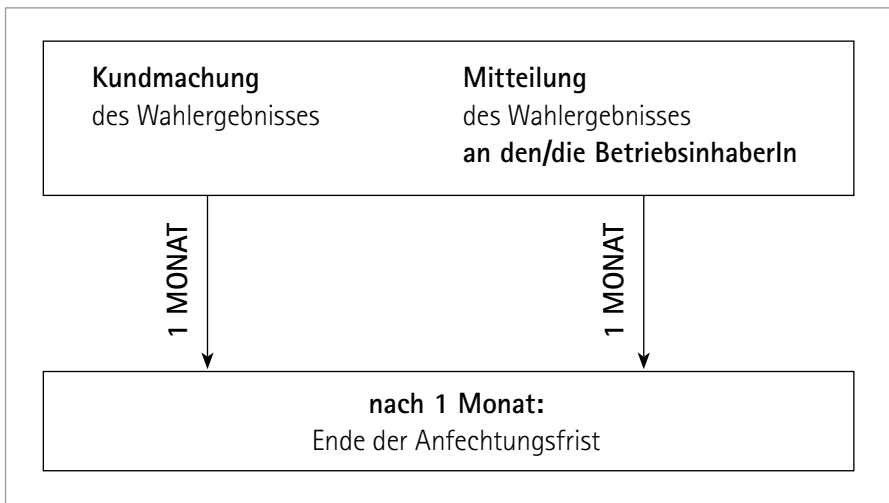 Kundmachung
des Wahlergebnisses
Mitteilung
des Wahlergebnisses
an den/die BetriebsinhaberIn
1 MONAT
1 MONAT
nach 1 Monat:
Ende der Anfechtungsfrist